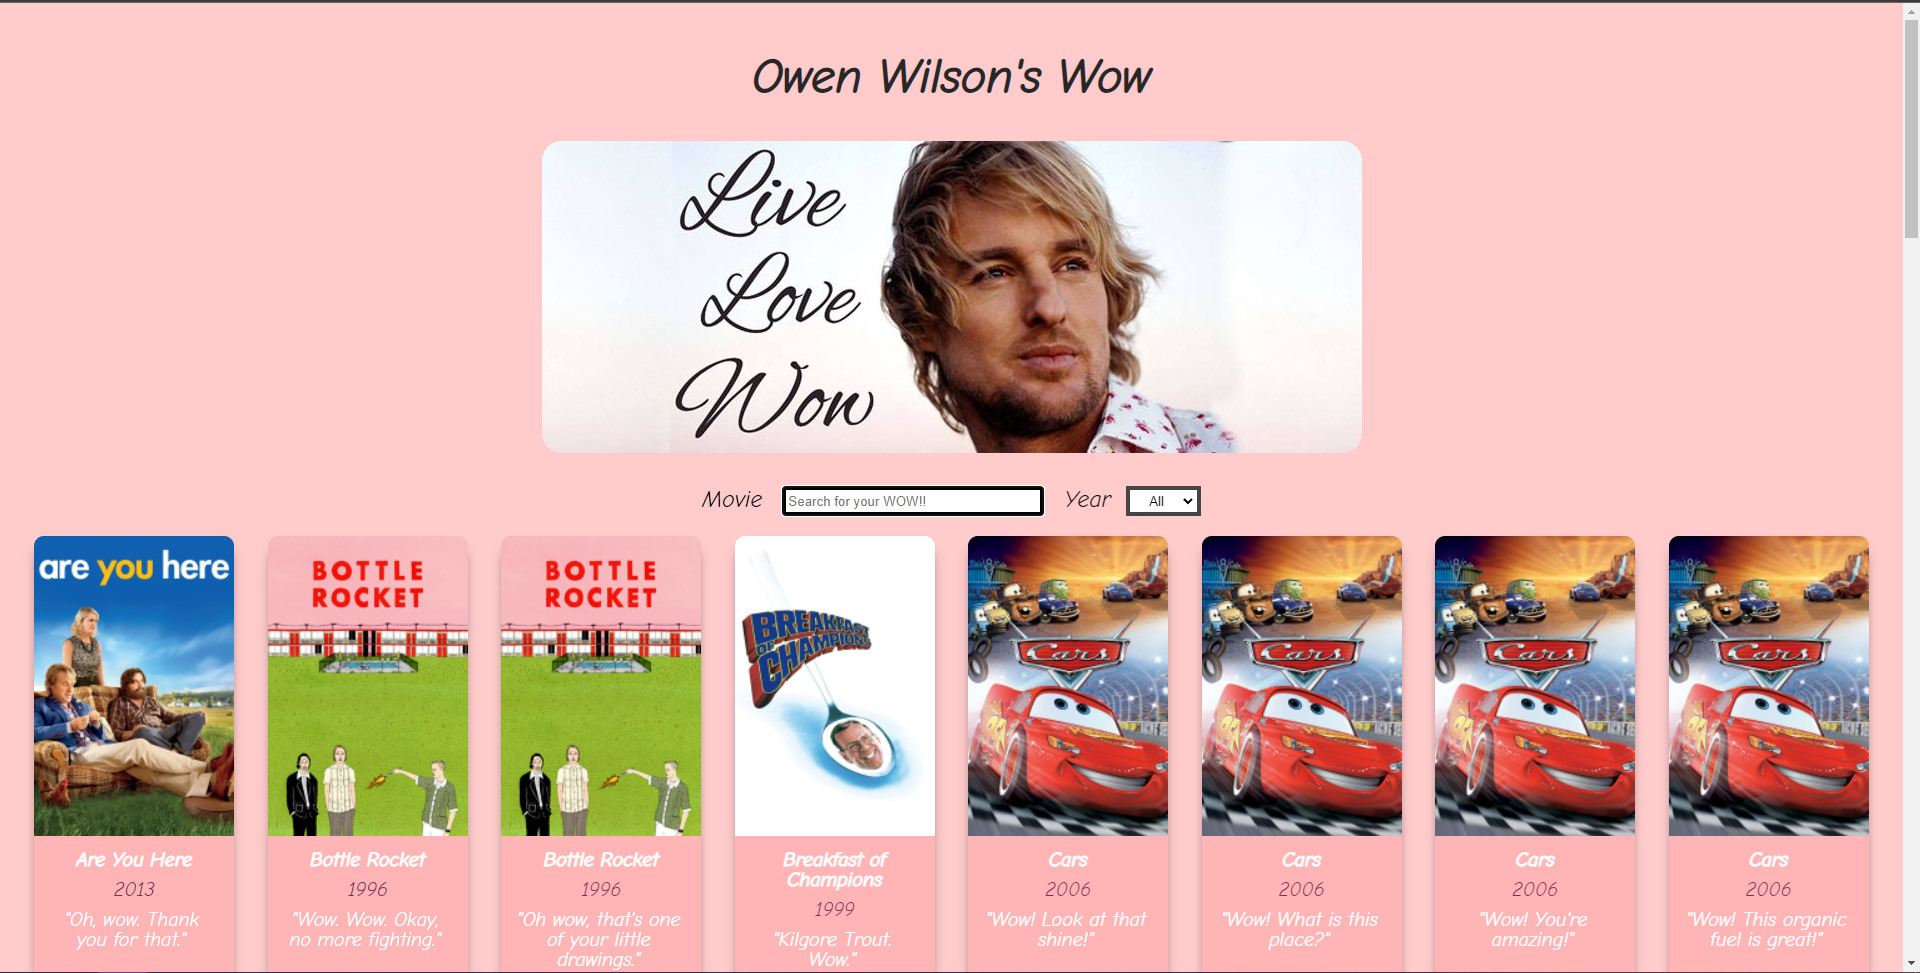 Owen Wilson's Wow
Live
Love
Wow
Movie
Search for your WOW!!
Year
All
are you here
BOTTLE
ROCKET
BOTTLE
ROCKET
BREAKFAST
OF
CHAMPIONS
Cars
Cars
Cars
Cars
Are You Here
2013
"Oh, wow. Thank
you for that."
Bottle Rocket
1996
"Wow. Wow. Okay,
no more fighting."
Bottle Rocket
1996
"Oh wow, that's one
of your little
drawings."
Breakfast of
Champions
1999
"Kilgore Trout.
Wow."
Cars
2006
"Wow! Look at that
shine!"
Cars
2006
"Wow! What is this
place?"
Cars
2006
"Wow! You're
amazing!"
Cars
2006
"Wow! This organic
fuel is great!"